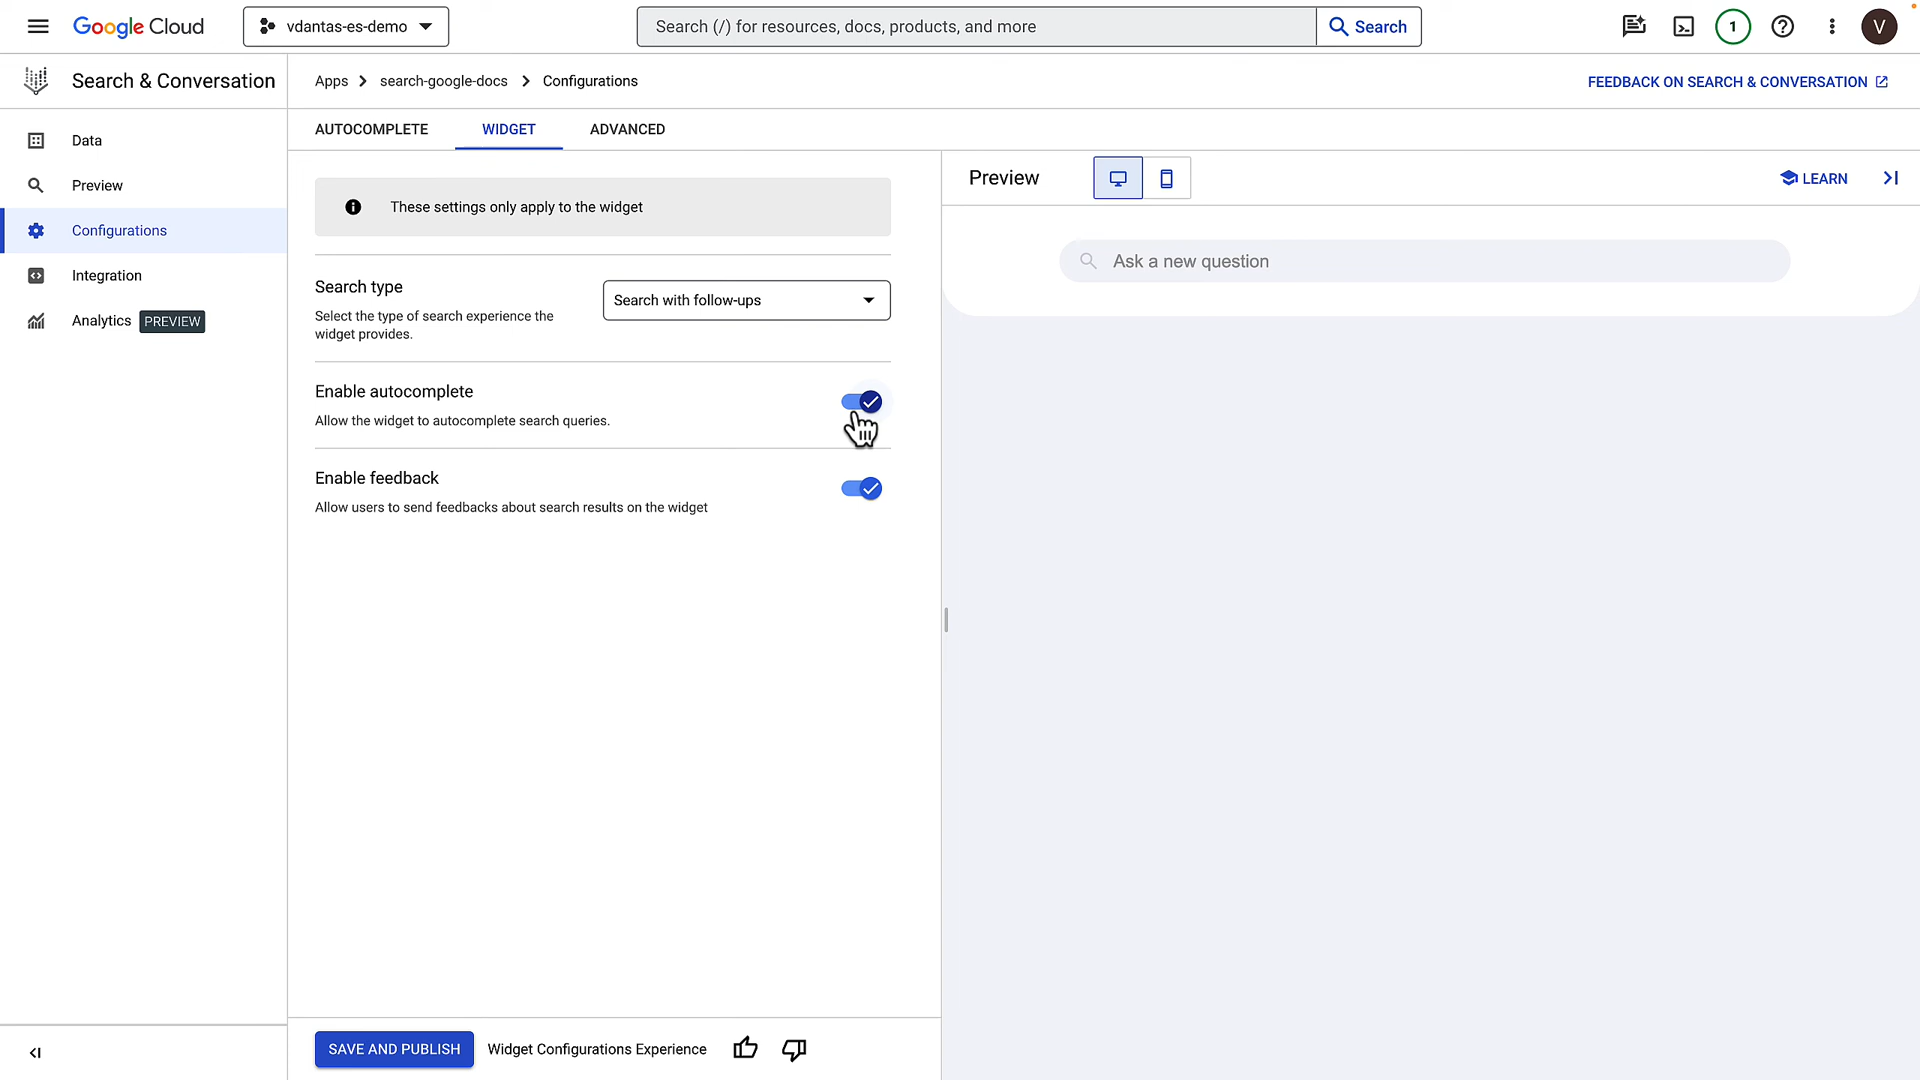 Google Cloud
vdantas-es-demo
Search (/) for resources, docs, products, and more
Search
1
V
Search & Conversation
Apps
search-google-docs
Configurations
FEEDBACK ON SEARCH & CONVERSATION
Data
Preview
Configurations
Integration
Analytics PREVIEW
AUTOCOMPLETE
WIDGET
ADVANCED
These settings only apply to the widget
Search type
Select the type of search experience the
widget provides.
Search with follow-ups
Enable autocomplete
Allow the widget to autocomplete search queries.
Enable feedback
Allow users to send feedbacks about search results on the widget
SAVE AND PUBLISH
Widget Configurations Experience
Preview
LEARN
Ask a new question